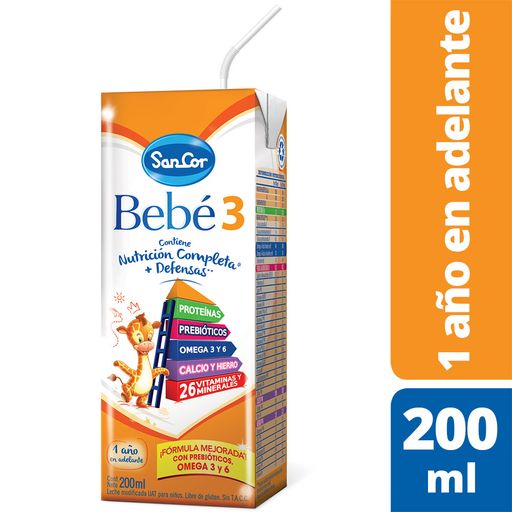 SanCor
Bebé 3
Contiene
Nutrición Completa*
+ Defensas**
PROTEÍNAS
PREBIÓTICOS
OMEGA 3 Y 6
CALCIO Y HIERRO
26 VITAMINAS Y
MINERALES
1 año
en adelante
¡FÓRMULA MEJORADA!
CON PREBIÓTICOS,
OMEGA 3 y 6
Cont.
Neto 200ml
Leche modificada UAT para niños. Libre de gluten. Sin T.A.C.C.
1 año en adelante
200
ml